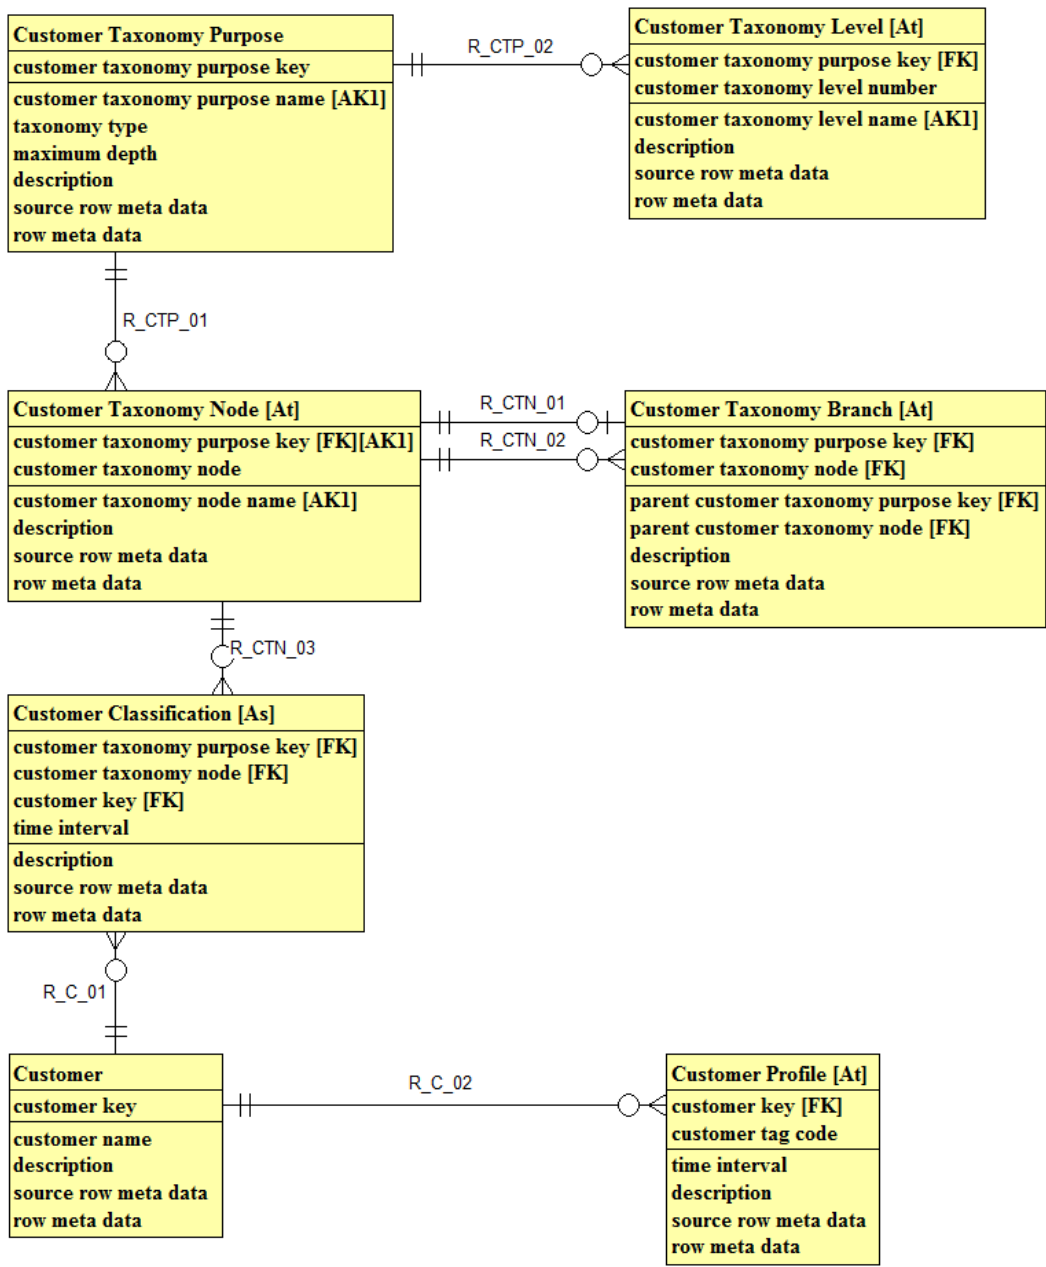 Customer Taxonomy Purpose
customer taxonomy purpose key
customer taxonomy purpose name [AK1]
taxonomy type
maximum depth
description
source row meta data
row meta data
R_CTP_02
Customer Taxonomy Level [At]
customer taxonomy purpose key [FK]
customer taxonomy level number
customer taxonomy level name [AK1]
description
source row meta data
row meta data
R_CTP_01
Customer Taxonomy Node [At]
customer taxonomy purpose key [FK][AK1]
customer taxonomy node
customer taxonomy node name [AK1]
description
source row meta data
row meta data
R_CTN_01
R_CTN_02
Customer Taxonomy Branch [At]
customer taxonomy purpose key [FK]
customer taxonomy node [FK]
parent customer taxonomy purpose key [FK]
parent customer taxonomy node [FK]
description
source row meta data
row meta data
R_CTN_03
Customer Classification [As]
customer taxonomy purpose key [FK]
customer taxonomy node [FK]
customer key [FK]
time interval
description
source row meta data
row meta data
R_C_01
Customer
customer key
customer name
description
source row meta data
row meta data
R_C_02
Customer Profile [At]
customer key [FK]
customer tag code
time interval
description
source row meta data
row meta data